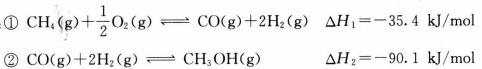 ① CH₄(g)+1/2O₂(g) ⇌ CO(g)+2H₂(g) ΔH₁=−35.4 kJ/mol
② CO(g)+2H₂(g) ⇌ CH₃OH(g) ΔH₂=−90.1 kJ/mol